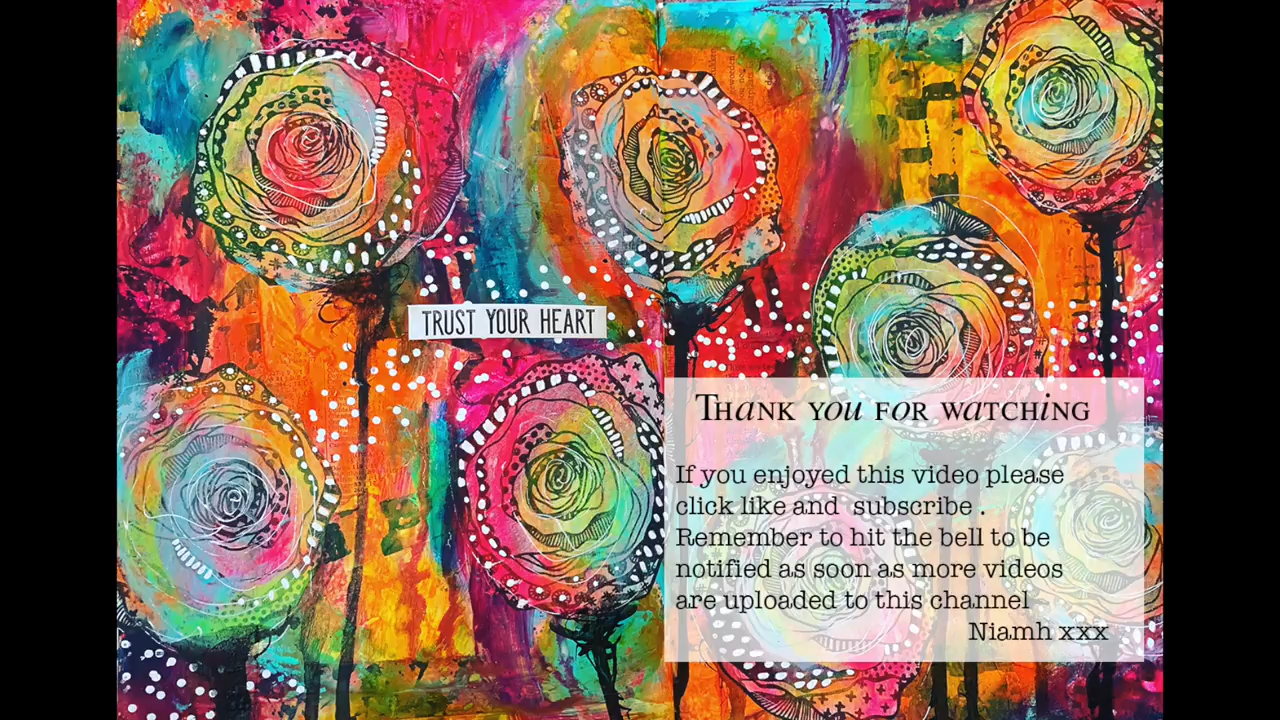 TRUST YOUR HEART
Thank you for watching
If you enjoyed this video please
click like and subscribe .
Remember to hit the bell to be
notified as soon as more videos
are uploaded to this channel
Niamh xxx